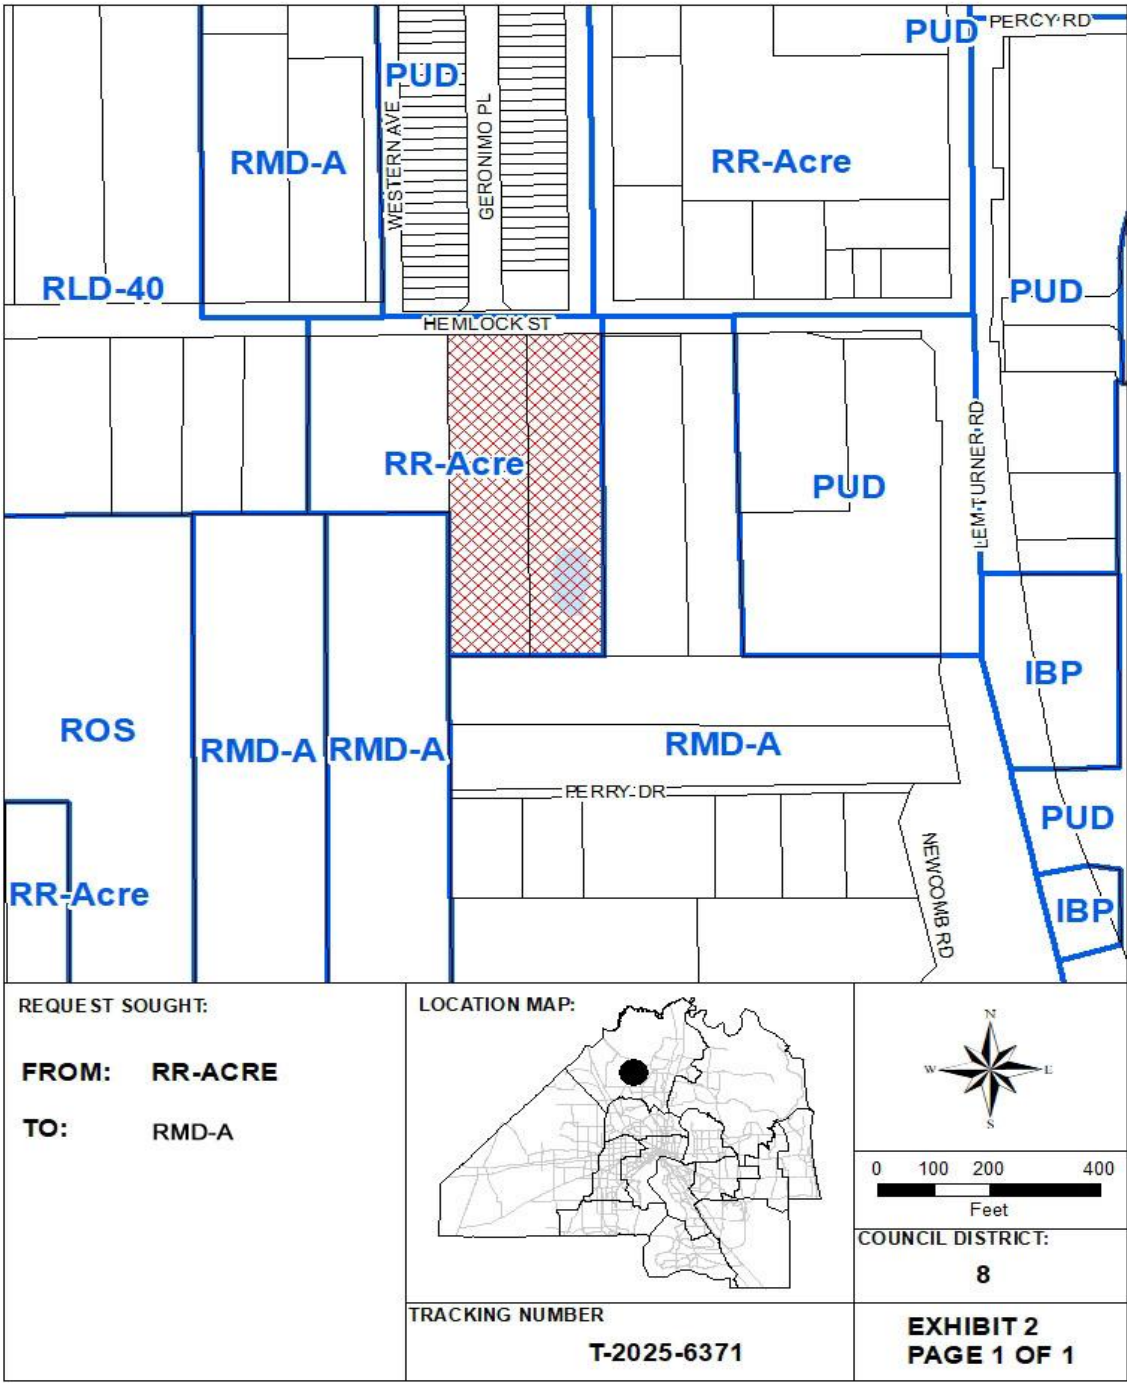 PUD
PERCY RD
PUD
WESTERN AVE
GERONIMO PL
RMD-A
RR-Acre
RLD-40
PUD
HEMLOCK ST
LEM TURNER RD
RR-Acre
PUD
IBP
ROS
RMD-A
RMD-A
RMD-A
PERRY DR
PUD
NEWCOMB RD
RR-Acre
IBP
REQUEST SOUGHT:
FROM: RR-ACRE
TO: RMD-A
LOCATION MAP:
N
W E
S
0 100 200 400
Feet
COUNCIL DISTRICT:
8
TRACKING NUMBER
T-2025-6371
EXHIBIT 2
PAGE 1 OF 1